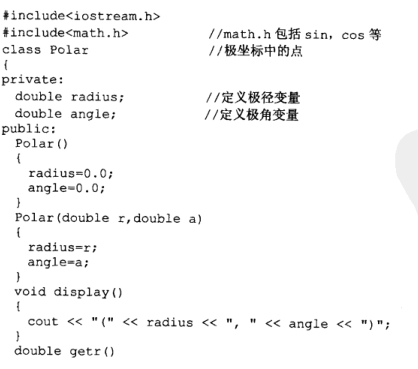 #include<iostream.h>
#include<math.h> //math.h 包括 sin, cos 等
class Polar //极坐标中的点
{
private:
double radius; //定义极径变量
double angle; //定义极角变量
public:
Polar()
{
radius=0.0;
angle=0.0;
}
Polar(double r,double a)
{
radius=r;
angle=a;
}
void display()
{
cout << "(" << radius << ", " << angle << ")";
}
double getr()